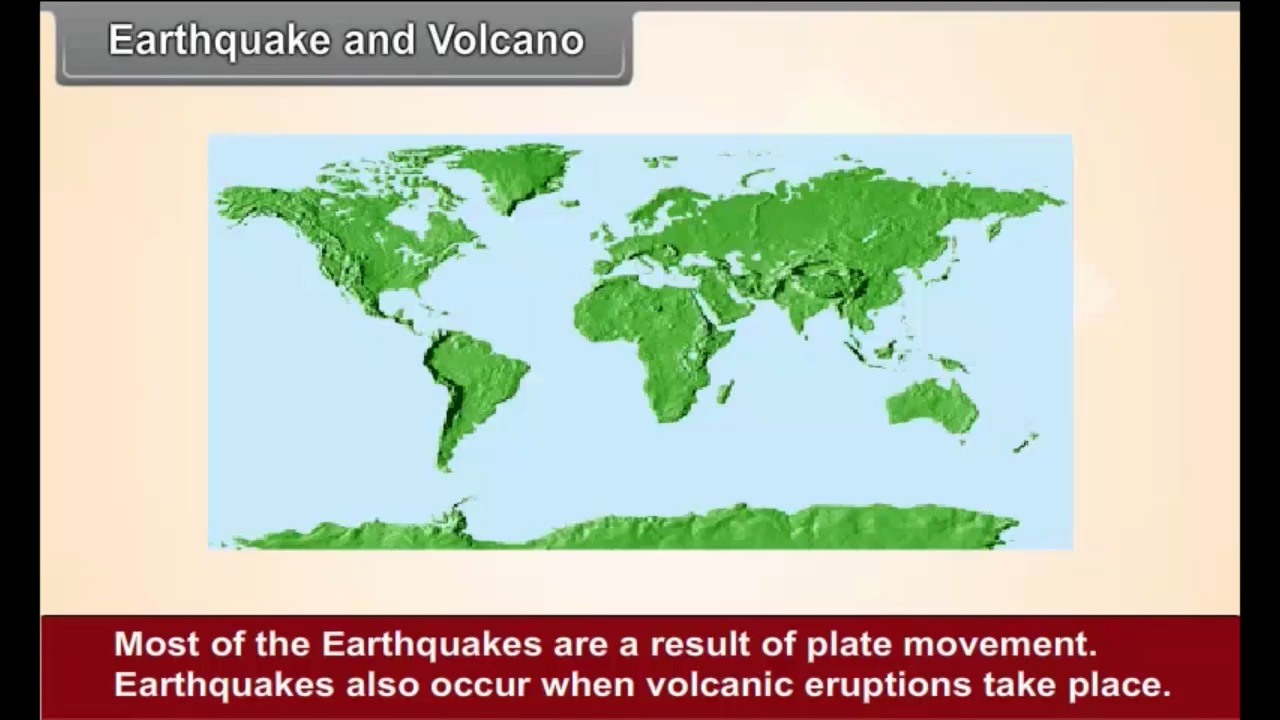 Earthquake and Volcano
Most of the Earthquakes are a result of plate movement.
Earthquakes also occur when volcanic eruptions take place.